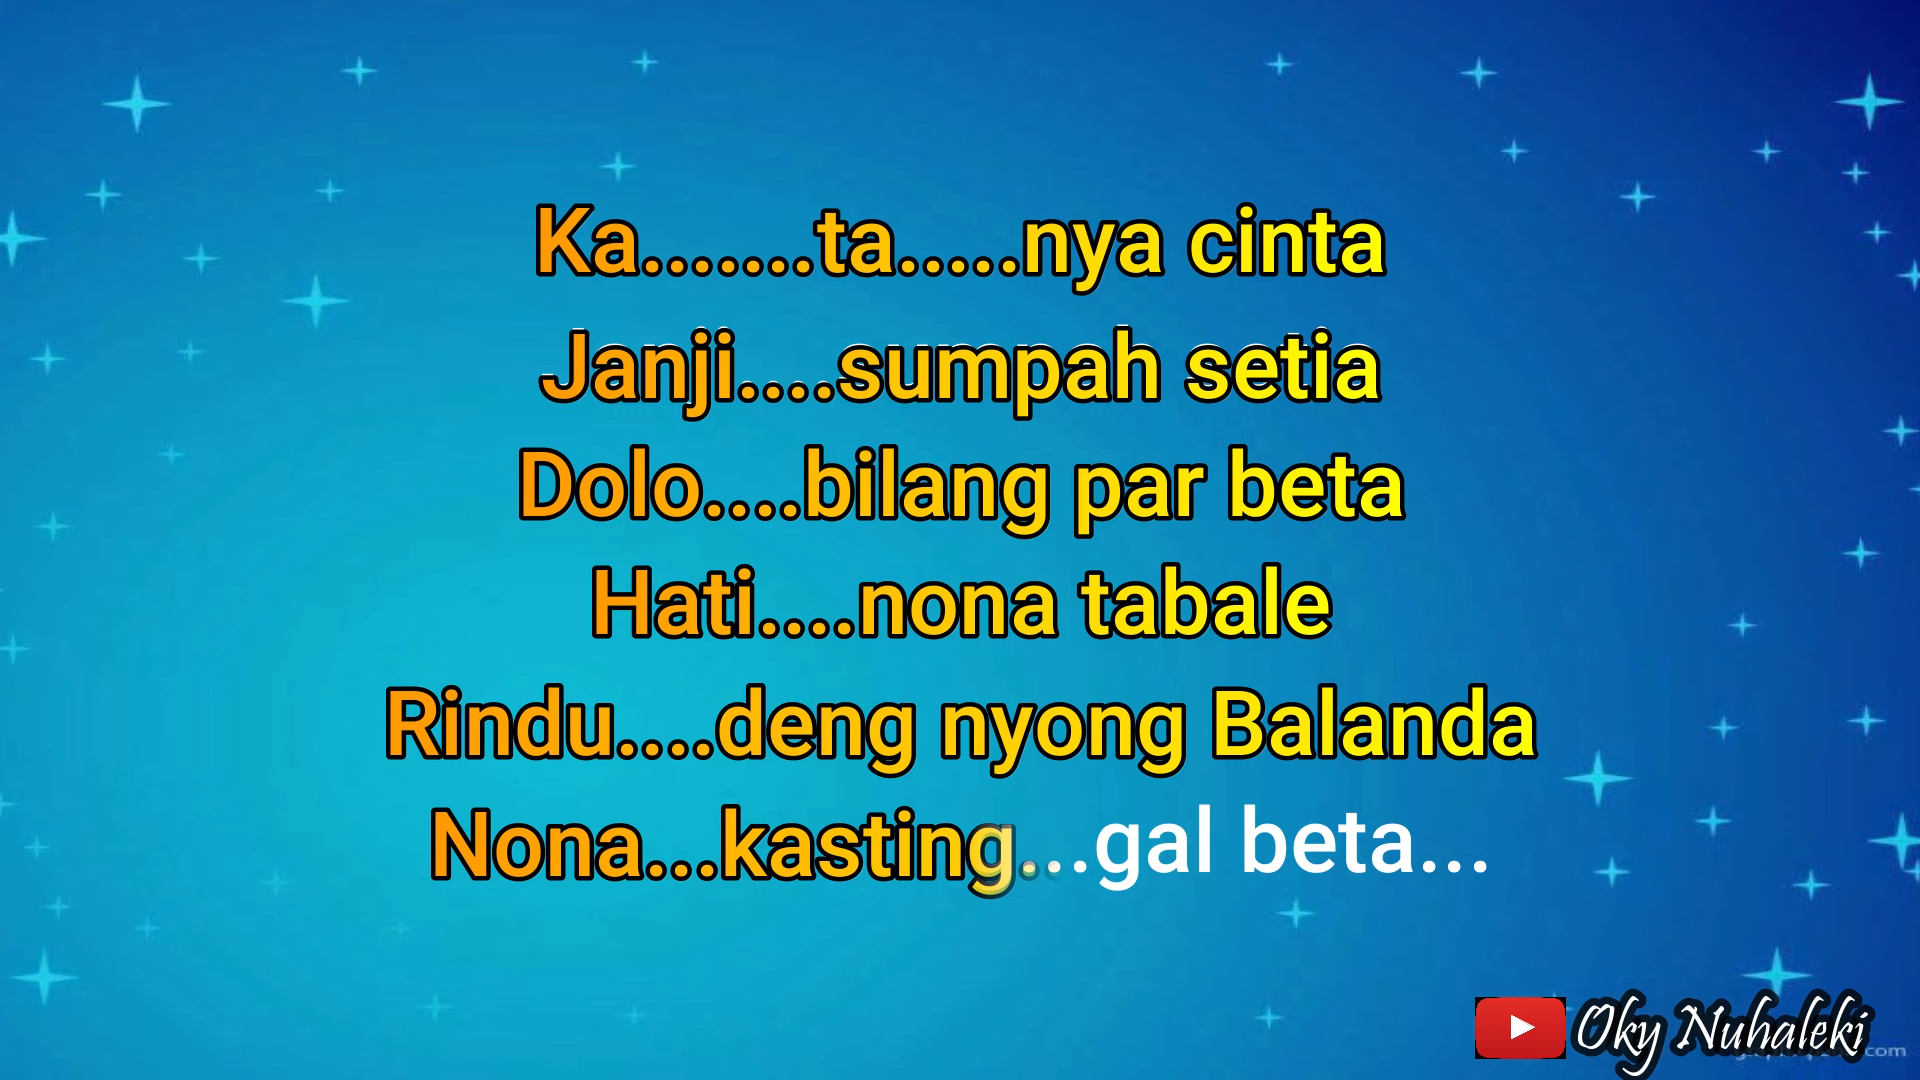 Ka.......ta.....nya cinta
Janji....sumpah setia
Dolo....bilang par beta
Hati....nona tabale
Rindu....deng nyong Balanda
Nona...kasting...gal beta...
Oky Nuhaleki